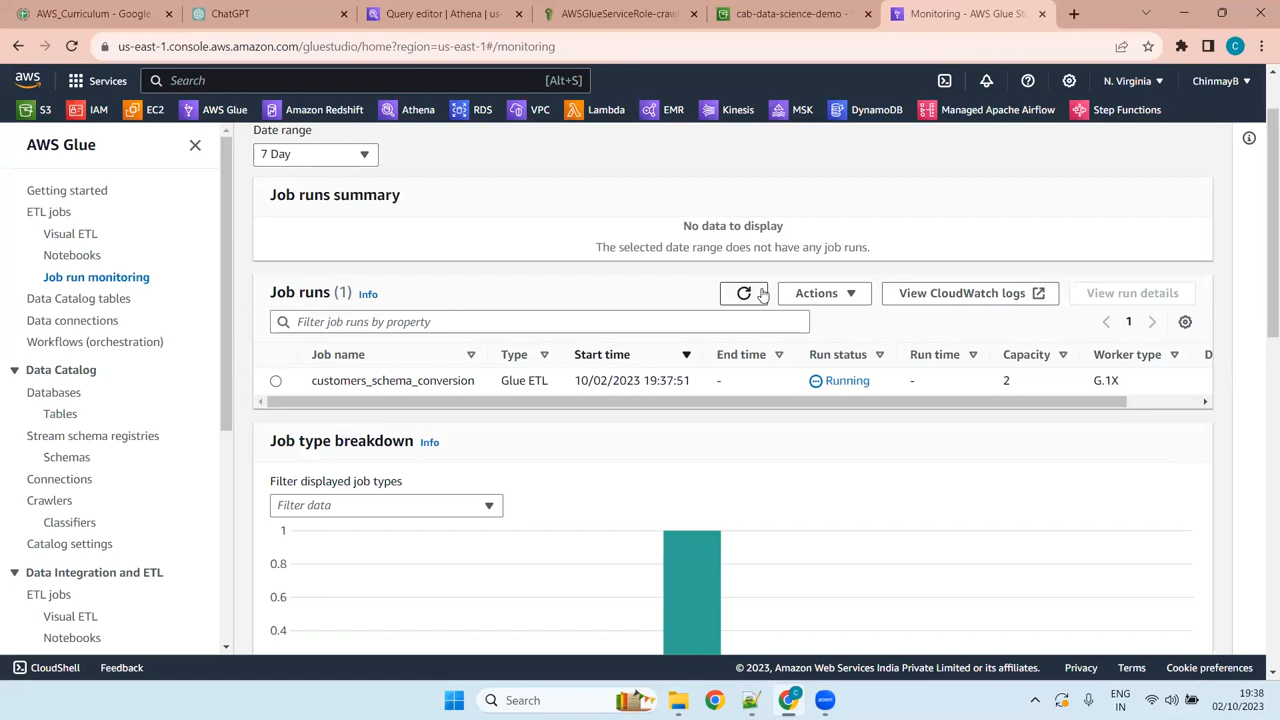 AWS_Curriculum - Google
ChatGPT
Query editor | Athena | us-
AWSGlueServiceRole-crawl
cab-data-science-demo -
Monitoring - AWS Glue St
us-east-1.console.aws.amazon.com/gluestudio/home?region=us-east-1#/monitoring
aws
Services
Search
[Alt+S]
N. Virginia
ChinmayB
S3
IAM
EC2
AWS Glue
Amazon Redshift
Athena
RDS
VPC
Lambda
EMR
Kinesis
MSK
DynamoDB
Managed Apache Airflow
Step Functions
AWS Glue
Getting started
ETL jobs
Visual ETL
Notebooks
Job run monitoring
Data Catalog tables
Data connections
Workflows (orchestration)
Data Catalog
Databases
Tables
Stream schema registries
Schemas
Connections
Crawlers
Classifiers
Catalog settings
Data Integration and ETL
ETL jobs
Visual ETL
Notebooks
Date range
7 Day
Job runs summary
No data to display
The selected date range does not have any job runs.
Job runs (1) Info
Actions
View CloudWatch logs
View run details
Filter job runs by property
1
Job name Type Start time End time Run status Run time Capacity Worker type D
customers_schema_conversion Glue ETL 10/02/2023 19:37:51 - Running - 2 G.1X
Job type breakdown Info
Filter displayed job types
Filter data
1
0.8
0.6
0.4
CloudShell
Feedback
© 2023, Amazon Web Services India Private Limited or its affiliates.
Privacy
Terms
Cookie preferences
Search
C
ENG
IN
19:38
02/10/2023